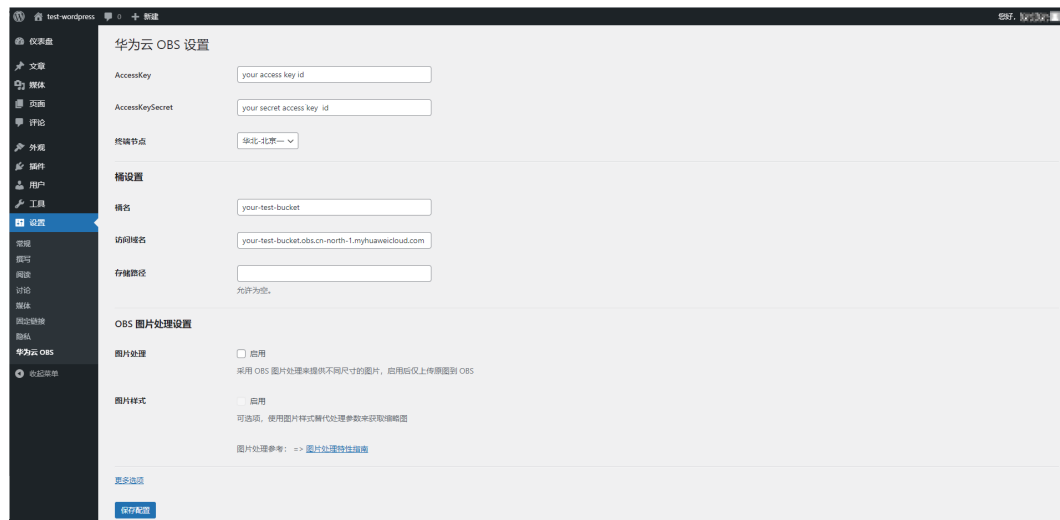 test-wordpress 0 新建
您好,
仪表盘
文章
媒体
页面
评论
外观
插件
用户
工具
设置
常规
撰写
阅读
讨论
媒体
固定链接
隐私
华为云 OBS
收起菜单
华为云 OBS 设置
AccessKey
your access key id
AccessKeySecret
your secret access key id
终端节点
华北-北京一
桶设置
桶名
your-test-bucket
访问域名
your-test-bucket.obs.cn-north-1.myhuaweicloud.com
存储路径
允许为空。
OBS 图片处理设置
图片处理
启用
采用 OBS 图片处理来提供不同尺寸的图片，启用后仅上传原图到 OBS
图片样式
启用
可选项，使用图片样式替代处理参数来获取缩略图
图片处理参考： => 图片处理特性指南
更多选项
保存配置